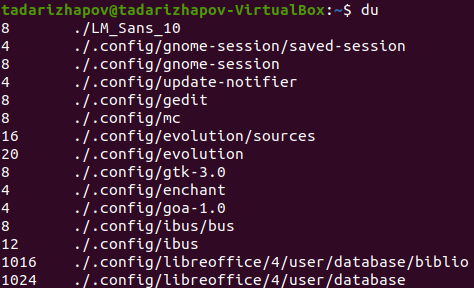 tadarizhapov@tadarizhapov-VirtualBox:~$ du
8 ./LM_Sans_10
4 ./.config/gnome-session/saved-session
8 ./.config/gnome-session
4 ./.config/update-notifier
8 ./.config/gedit
8 ./.config/mc
16 ./.config/evolution/sources
20 ./.config/evolution
8 ./.config/gtk-3.0
4 ./.config/enchant
4 ./.config/goa-1.0
8 ./.config/ibus/bus
12 ./.config/ibus
1016 ./.config/libreoffice/4/user/database/biblio
1024 ./.config/libreoffice/4/user/database